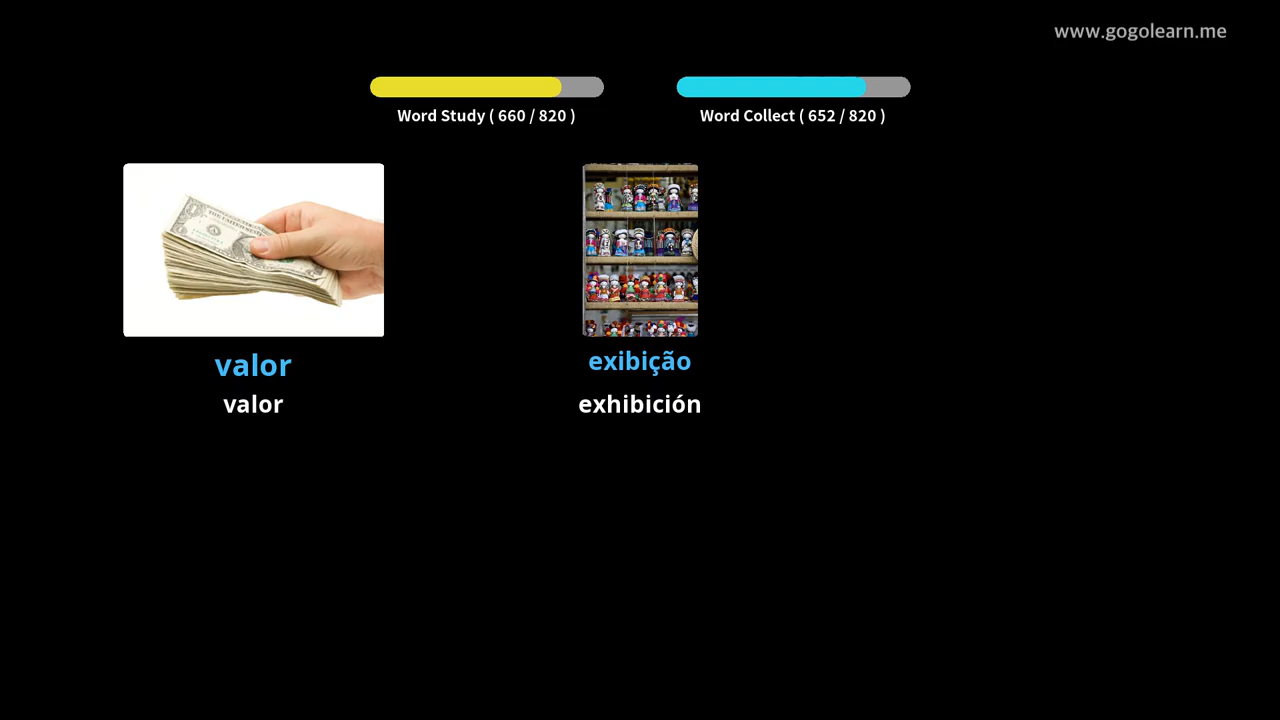 www.gogolearn.me
Word Study ( 660 / 820 )
Word Collect ( 652 / 820 )
valor
valor
exibição
exhibición